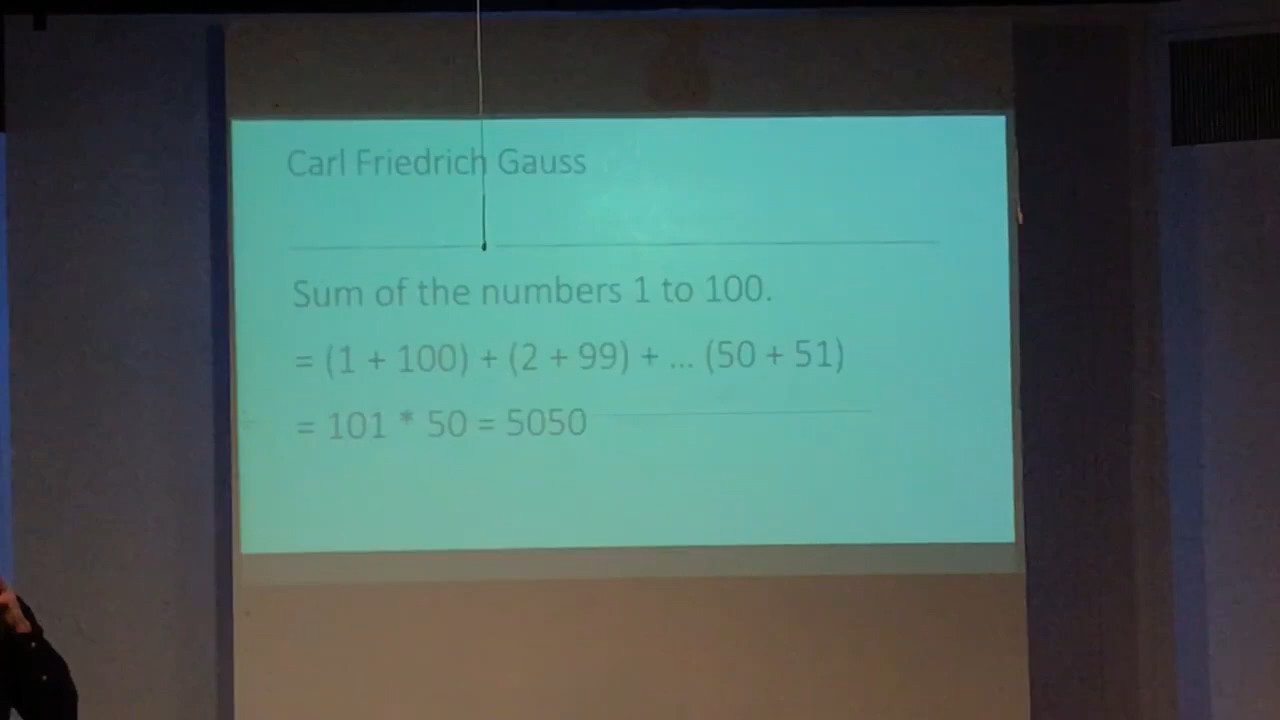 Carl Friedrich Gauss
Sum of the numbers 1 to 100.
= (1 + 100) + (2 + 99) + ... (50 + 51)
= 101 * 50 = 5050